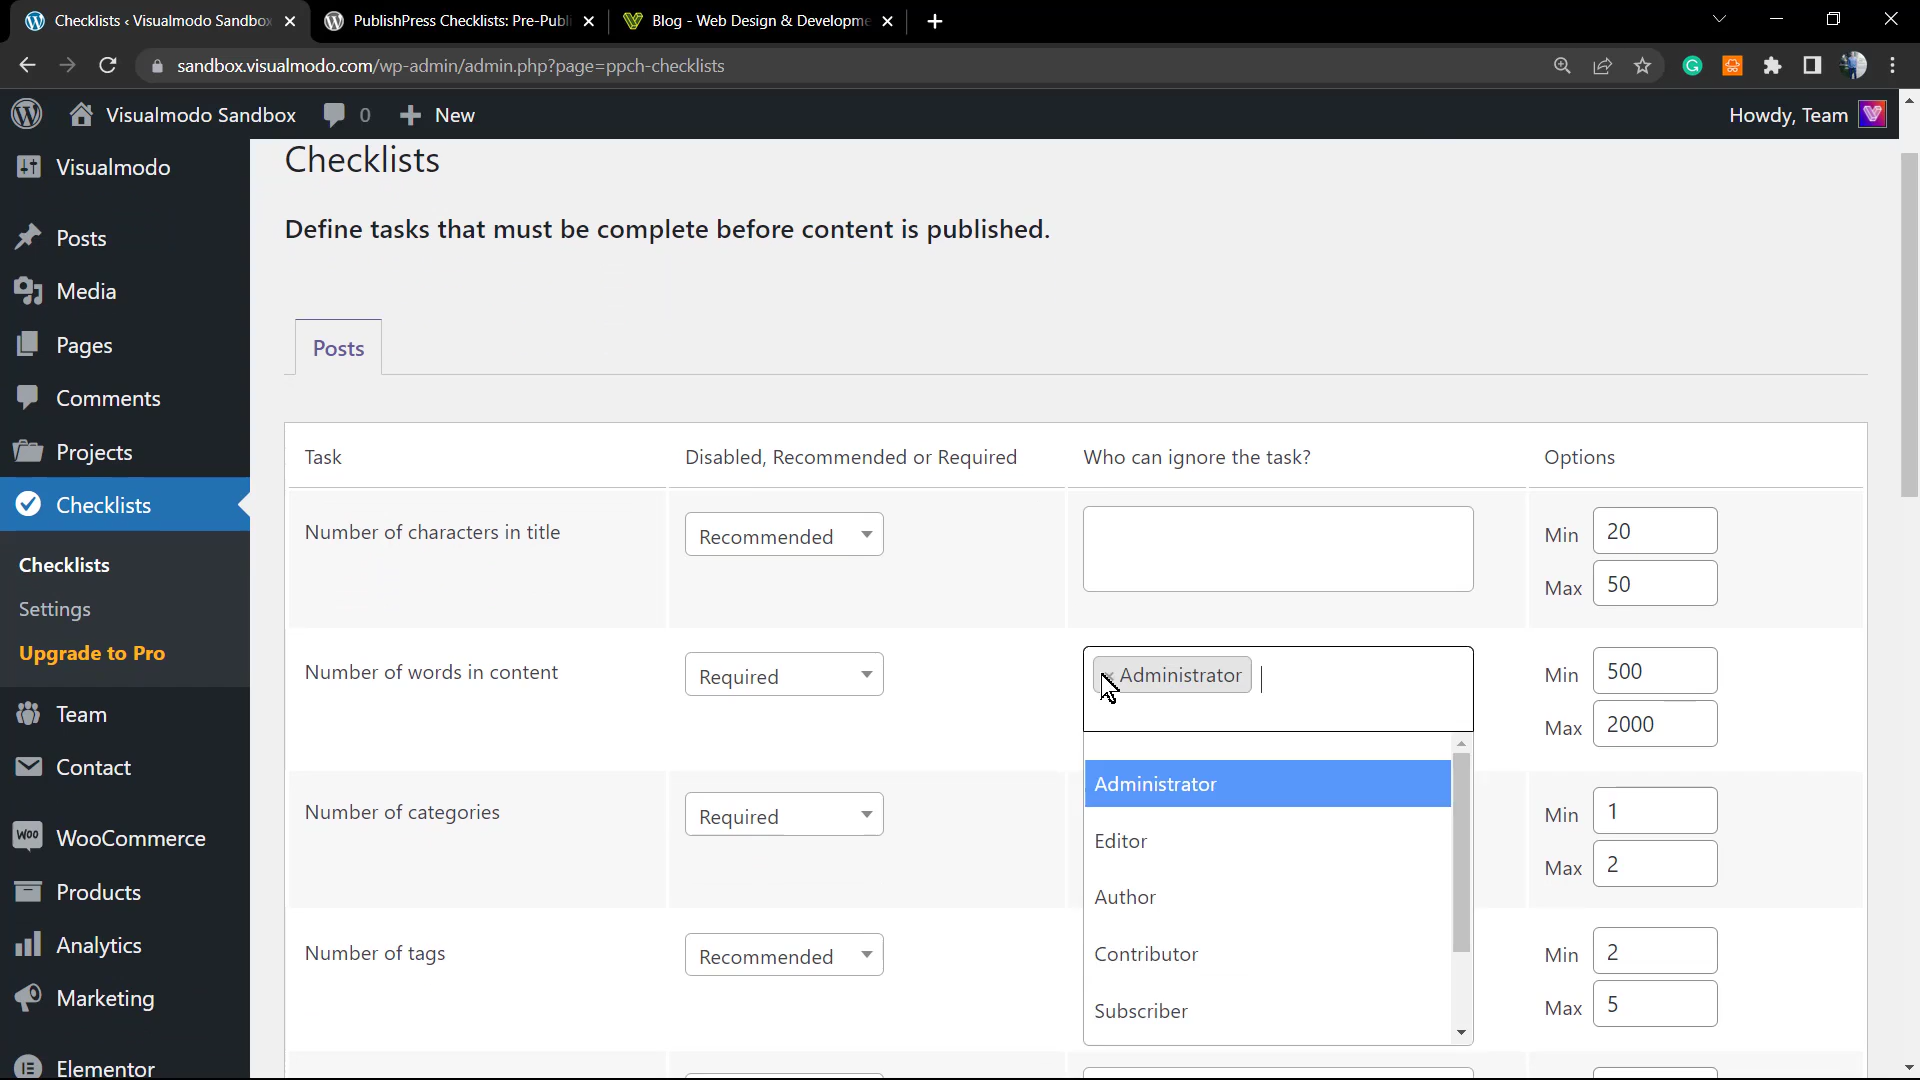 Checklists ‹ Visualmodo Sandbox
PublishPress Checklists: Pre-Publi
Blog - Web Design & Developme
sandbox.visualmodo.com/wp-admin/admin.php?page=ppch-checklists
Visualmodo Sandbox
0
New
Howdy, Team
Visualmodo
Posts
Media
Pages
Comments
Projects
Checklists
Checklists
Settings
Upgrade to Pro
Team
Contact
WooCommerce
Products
Analytics
Marketing
Elementor
Checklists
Define tasks that must be complete before content is published.
Posts
Task Disabled, Recommended or Required Who can ignore the task? Options
Number of characters in title Recommended Min 20
Max 50
Number of words in content Required × Administrator Min 500
Max 2000
Administrator
Editor
Author
Contributor
Subscriber
Number of categories Required Min 1
Max 2
Number of tags Recommended Min 2
Max 5